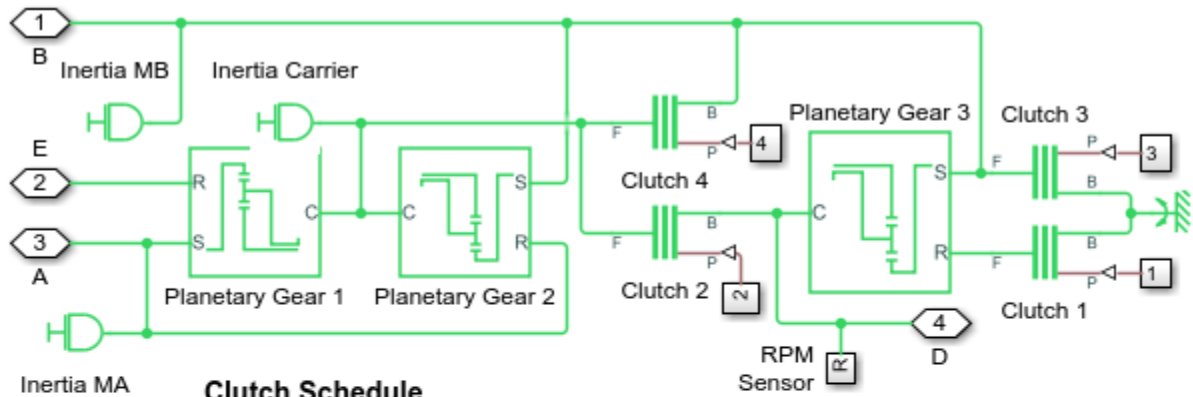 1
B
Inertia MB
Inertia Carrier
E
2
R
S
C
3
A
Planetary Gear 1
C
S
R
Planetary Gear 2
Inertia MA
F
B
P
4
Clutch 4
F
B
P
2
Clutch 2
Planetary Gear 3
C
S
R
Clutch 3
F
P
3
B
F
B
P
1
Clutch 1
4
D
RPM
Sensor
R
Clutch Schedule